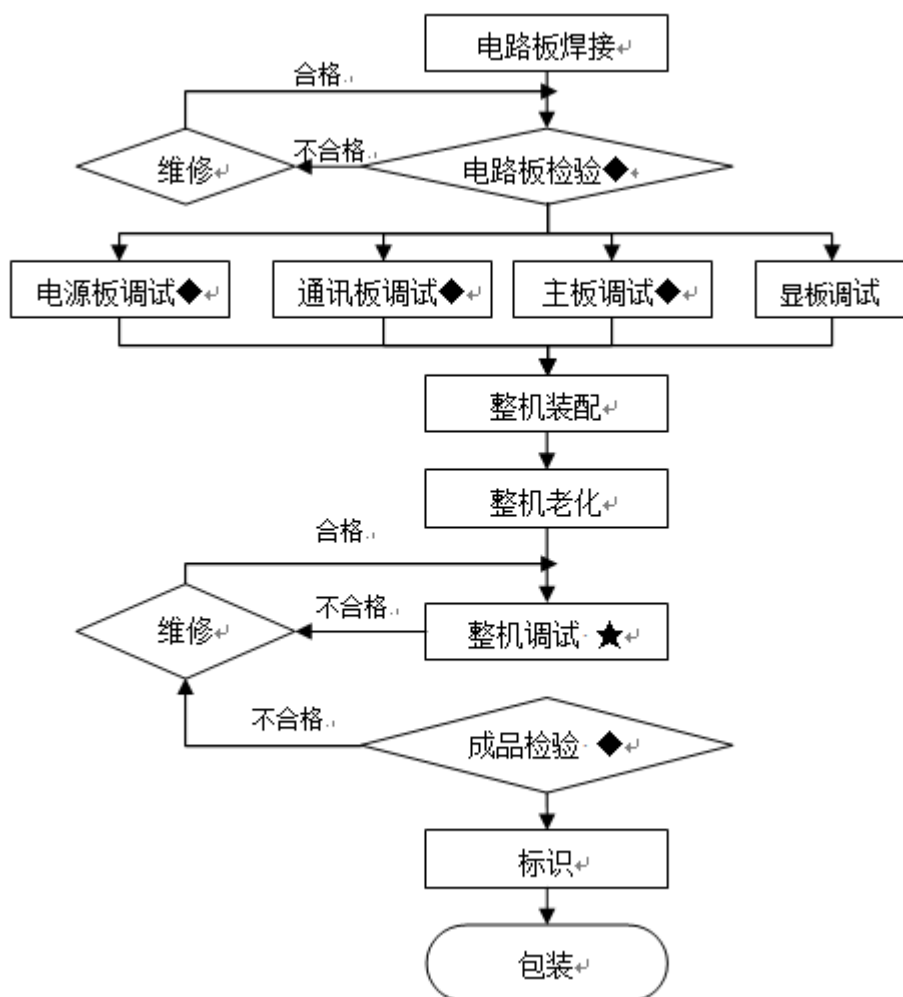 电路板焊接
合格
维修
不合格
电路板检验◆
电源板调试◆
通讯板调试◆
主板调试◆
显板调试
整机装配
整机老化
合格
维修
不合格
整机调试 ★
不合格
成品检验 ◆
标识
包装